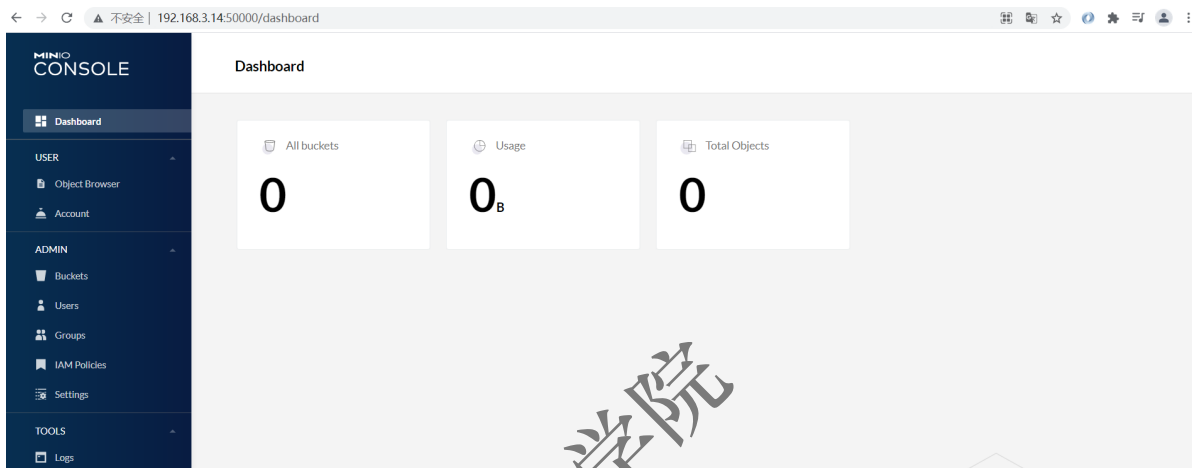 不安全 | 192.168.3.14:50000/dashboard
MINIO
CONSOLE
Dashboard
Dashboard
All buckets
Usage
Total Objects
0
0 B
0
USER
Object Browser
Account
ADMIN
Buckets
Users
Groups
IAM Policies
Settings
TOOLS
Logs
学院